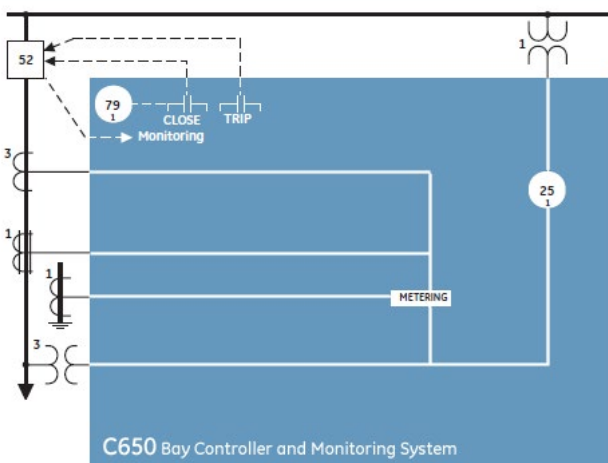 1
52
79
1
CLOSE
TRIP
Monitoring
3
25
1
1
1
METERING
3
C650 Bay Controller and Monitoring System